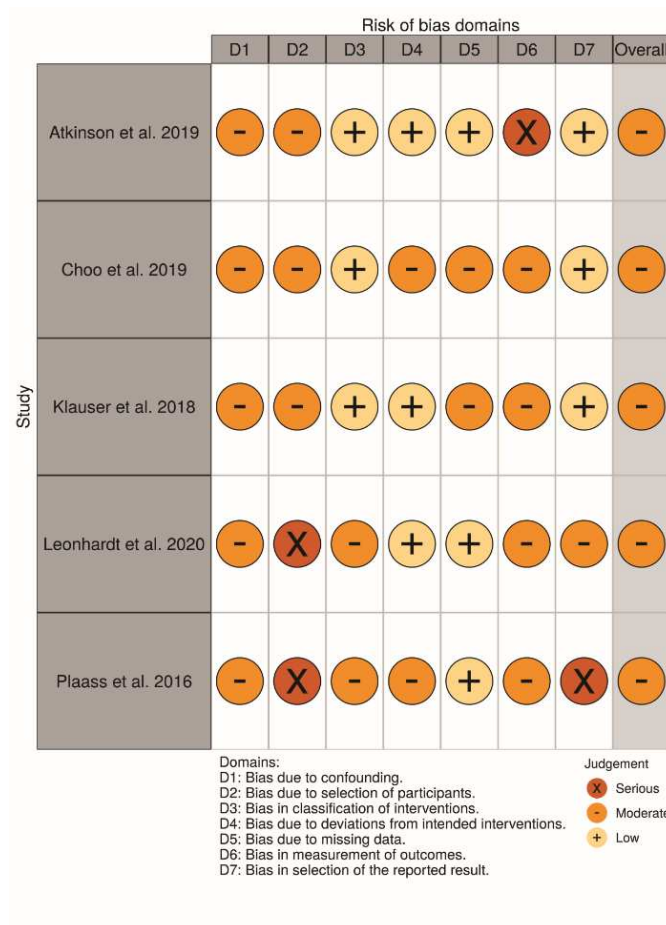 Risk of bias domains
D1 D2 D3 D4 D5 D6 D7 Overall
Study
Atkinson et al. 2019 - - + + + X + -
Choo et al. 2019 - - + - - - + -
Klauser et al. 2018 - - + + - - + -
Leonhardt et al. 2020 - X - + + - - -
Plaass et al. 2016 - X - - + - X -
Domains:
D1: Bias due to confounding.
D2: Bias due to selection of participants.
D3: Bias in classification of interventions.
D4: Bias due to deviations from intended interventions.
D5: Bias due to missing data.
D6: Bias in measurement of outcomes.
D7: Bias in selection of the reported result.
Judgement
X Serious
- Moderate
+ Low